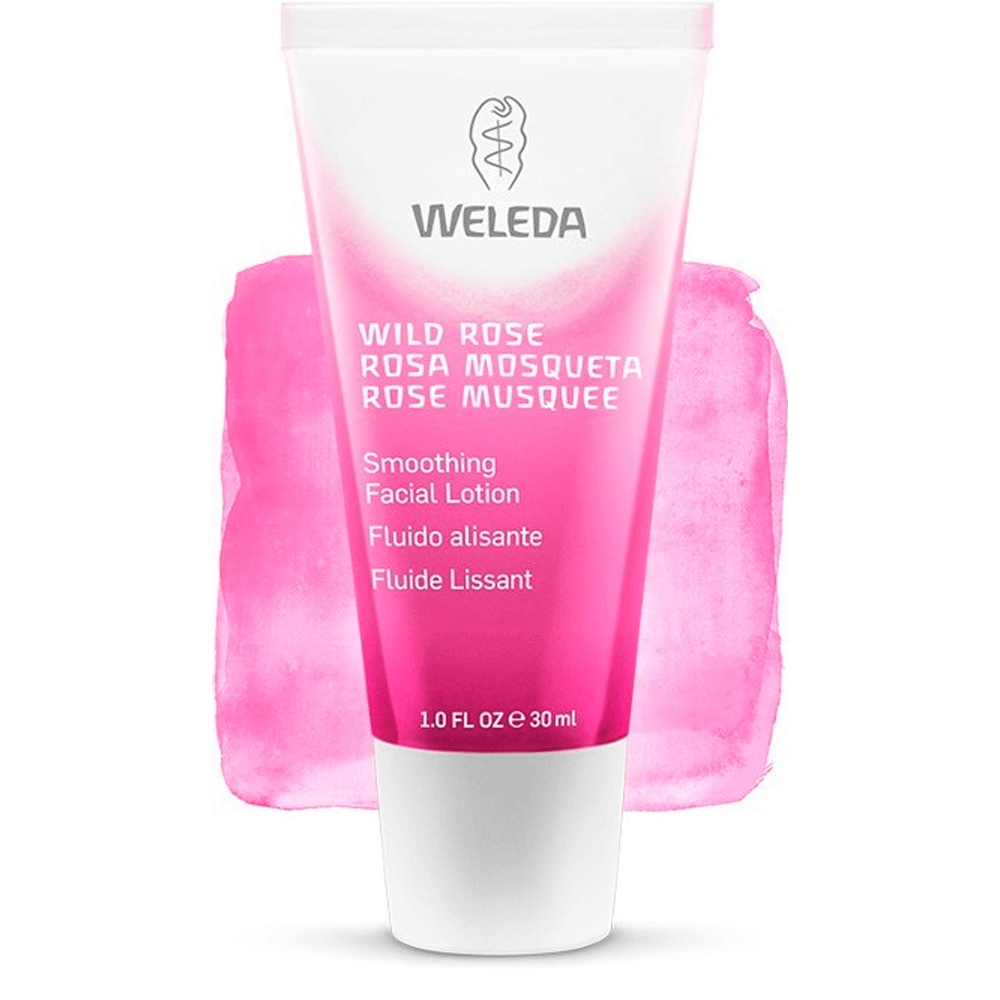 WELEDA
WILD ROSE
ROSA MOSQUETA
ROSE MUSQUEE
Smoothing
Facial Lotion
Fluido alisante
Fluide Lissant
1.0 FL OZ ℮ 30 ml